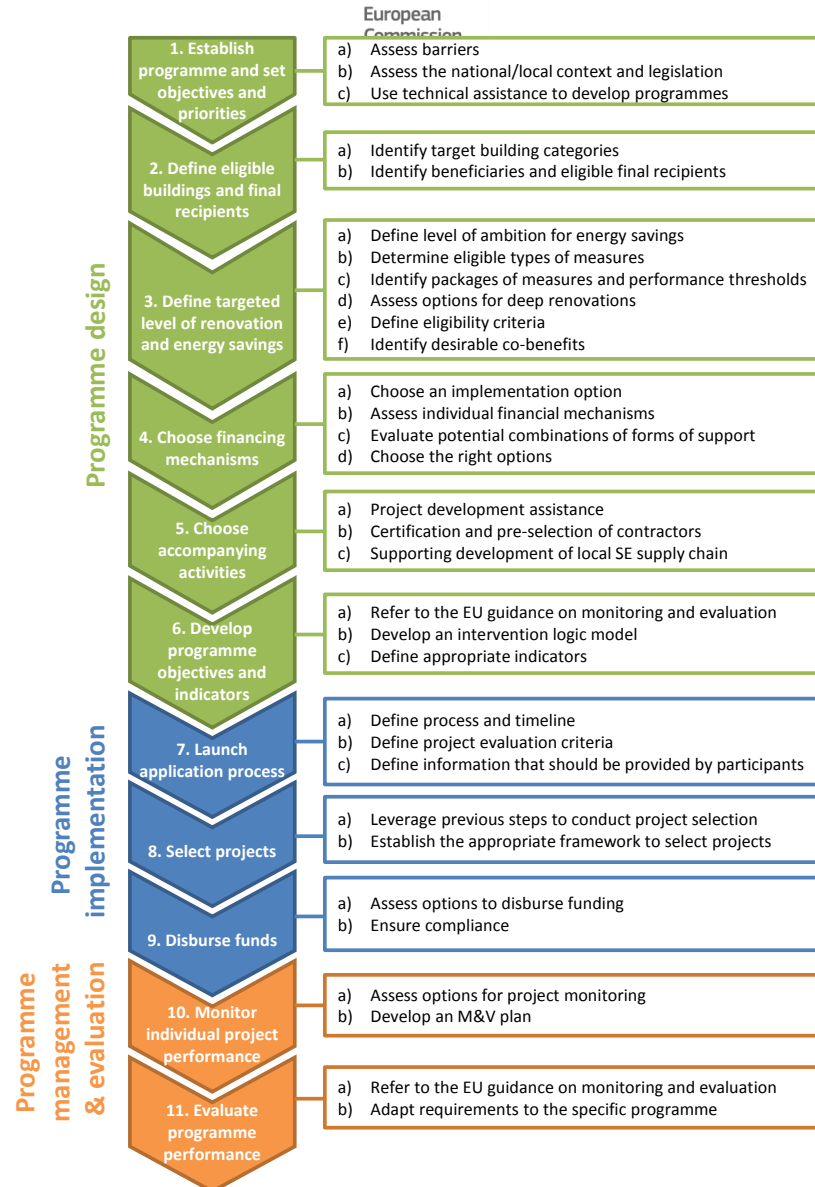 European
Commission
Programme design
1. Establish
programme and set
objectives and
priorities
a) Assess barriers
b) Assess the national/local context and legislation
c) Use technical assistance to develop programmes
2. Define eligible
buildings and final
recipients
a) Identify target building categories
b) Identify beneficiaries and eligible final recipients
3. Define targeted
level of renovation
and energy savings
a) Define level of ambition for energy savings
b) Determine eligible types of measures
c) Identify packages of measures and performance thresholds
d) Assess options for deep renovations
e) Define eligibility criteria
f) Identify desirable co-benefits
4. Choose financing
mechanisms
a) Choose an implementation option
b) Assess individual financial mechanisms
c) Evaluate potential combinations of forms of support
d) Choose the right options
5. Choose
accompanying
activities
a) Project development assistance
b) Certification and pre-selection of contractors
c) Supporting development of local SE supply chain
6. Develop
programme
objectives and
indicators
a) Refer to the EU guidance on monitoring and evaluation
b) Develop an intervention logic model
c) Define appropriate indicators
Programme
implementation
7. Launch
application process
a) Define process and timeline
b) Define project evaluation criteria
c) Define information that should be provided by participants
8. Select projects
a) Leverage previous steps to conduct project selection
b) Establish the appropriate framework to select projects
9. Disburse funds
a) Assess options to disburse funding
b) Ensure compliance
Programme
management
& evaluation
10. Monitor
individual project
performance
a) Assess options for project monitoring
b) Develop an M&V plan
11. Evaluate
programme
performance
a) Refer to the EU guidance on monitoring and evaluation
b) Adapt requirements to the specific programme